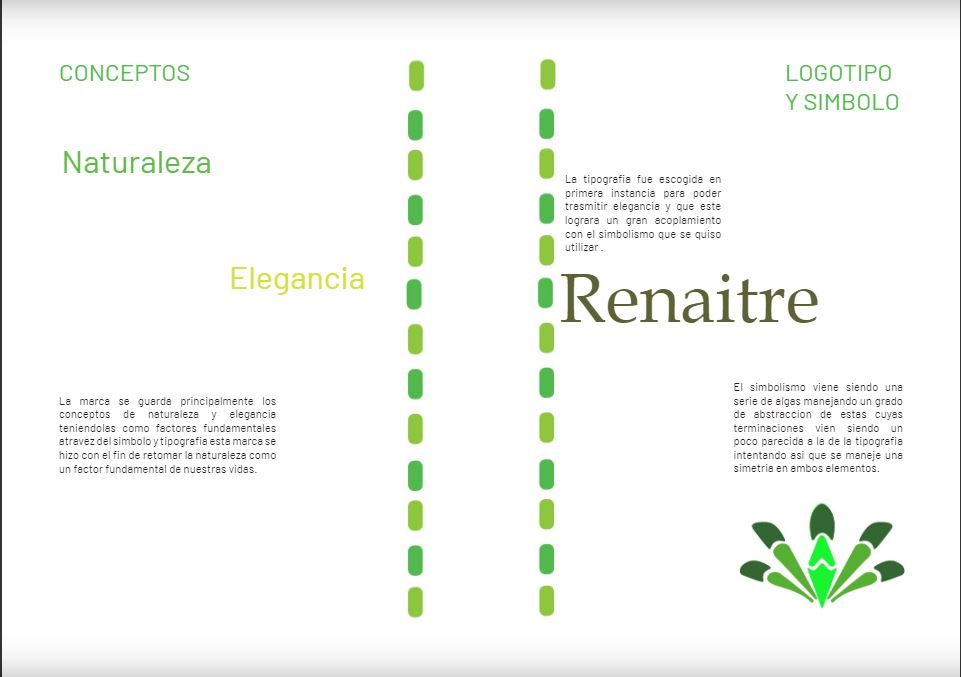 CONCEPTOS
Naturaleza
Elegancia
La marca se guarda principalmente los
conceptos de naturaleza y elegancia
teniendolas como factores fundamentales
atravez del simbolo y tipografia esta marca se
hizo con el fin de retomar la naturaleza como
un factor fundamental de nuestras vidas.
LOGOTIPO
Y SIMBOLO
La tipografia fue escogida en
primera instancia para poder
trasmitir elegancia y que este
lograra un gran acoplamiento
con el simbolismo que se quiso
utilizar .
Renaitre
El simbolismo viene siendo una
serie de algas manejando un grado
de abstraccion de estas cuyas
terminaciones vien siendo un
poco parecida a la de la tipografia
intentando asi que se maneje una
simetria en ambos elementos.